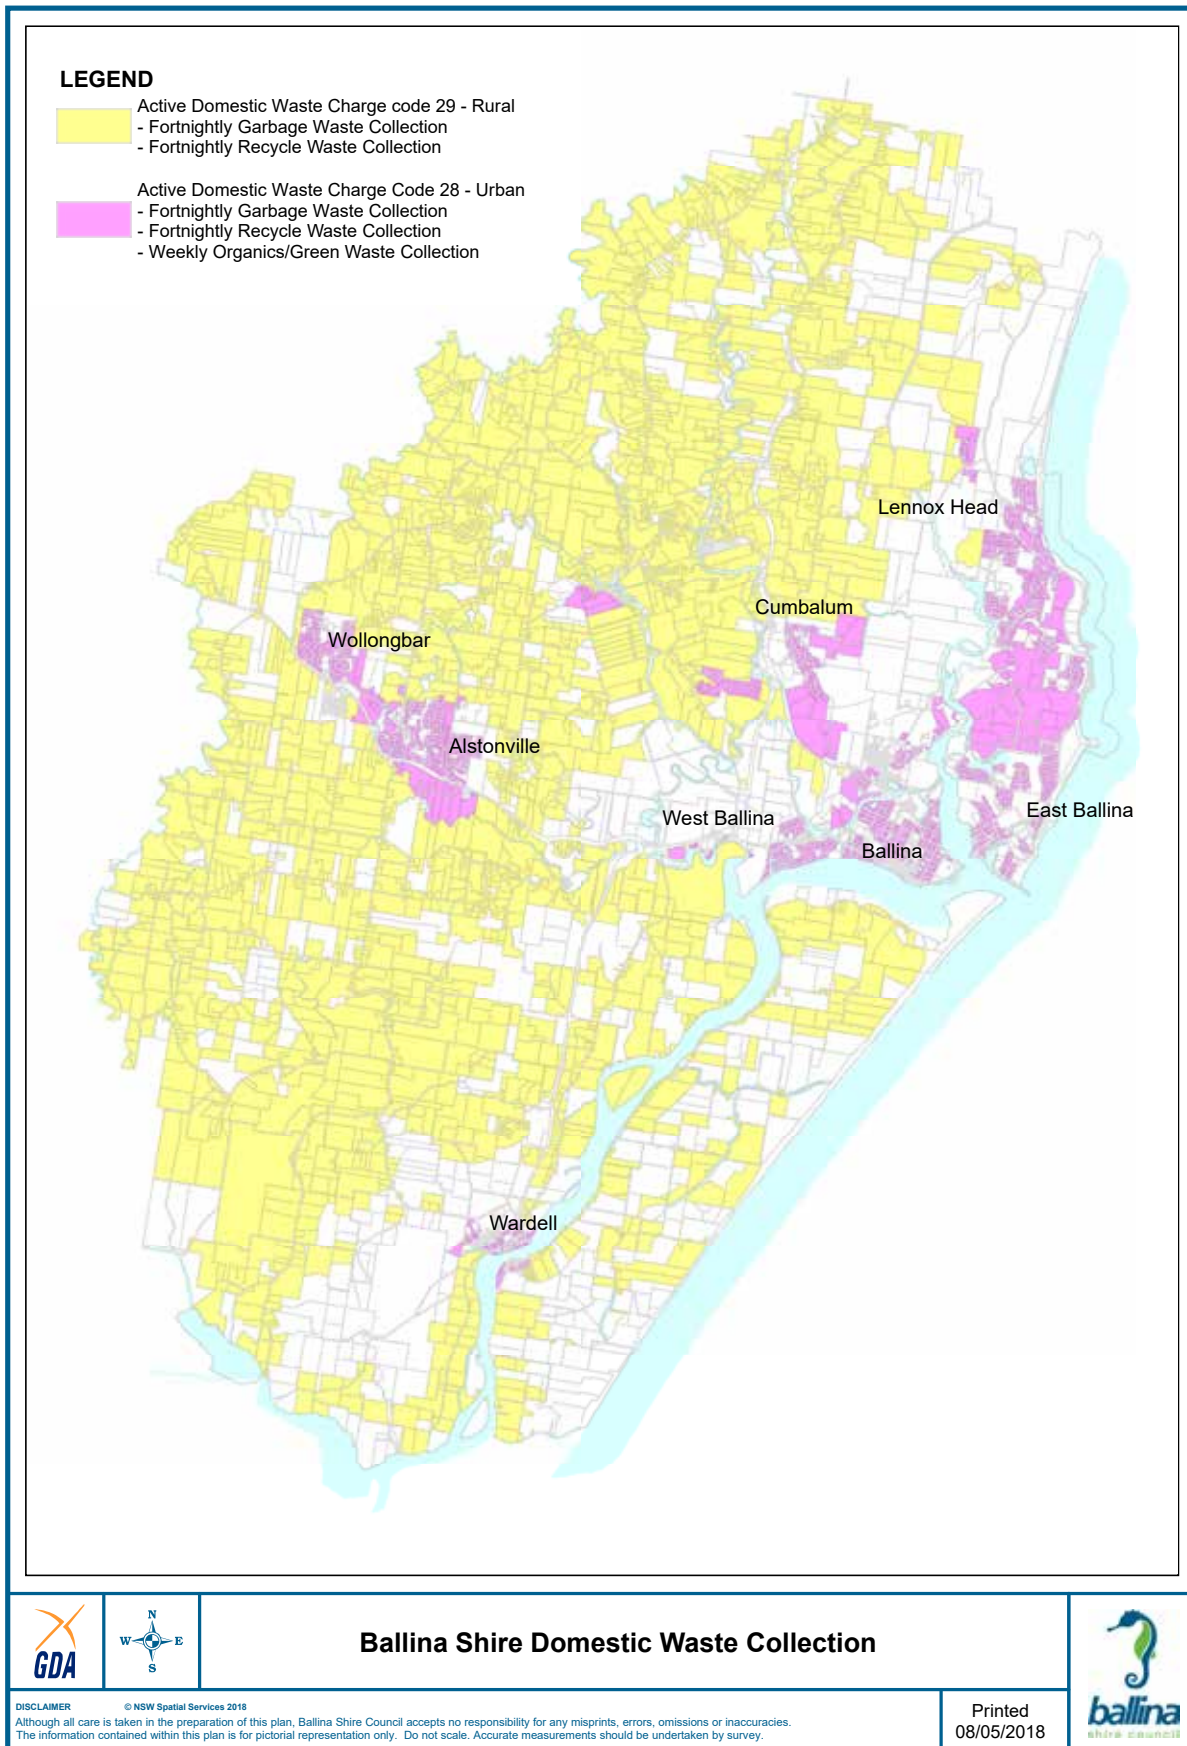 LEGEND
Active Domestic Waste Charge code 29 - Rural
- Fortnightly Garbage Waste Collection
- Fortnightly Recycle Waste Collection
Active Domestic Waste Charge Code 28 - Urban
- Fortnightly Garbage Waste Collection
- Fortnightly Recycle Waste Collection
- Weekly Organics/Green Waste Collection
Lennox Head
Cumbalum
Wollongbar
Alstonville
West Ballina
East Ballina
Ballina
Wardell
GDA
N
W E
S
Ballina Shire Domestic Waste Collection
ballina
shire council
DISCLAIMER © NSW Spatial Services 2018
Although all care is taken in the preparation of this plan, Ballina Shire Council accepts no responsibility for any misprints, errors, omissions or inaccuracies.
The information contained within this plan is for pictorial representation only. Do not scale. Accurate measurements should be undertaken by survey.
Printed
08/05/2018